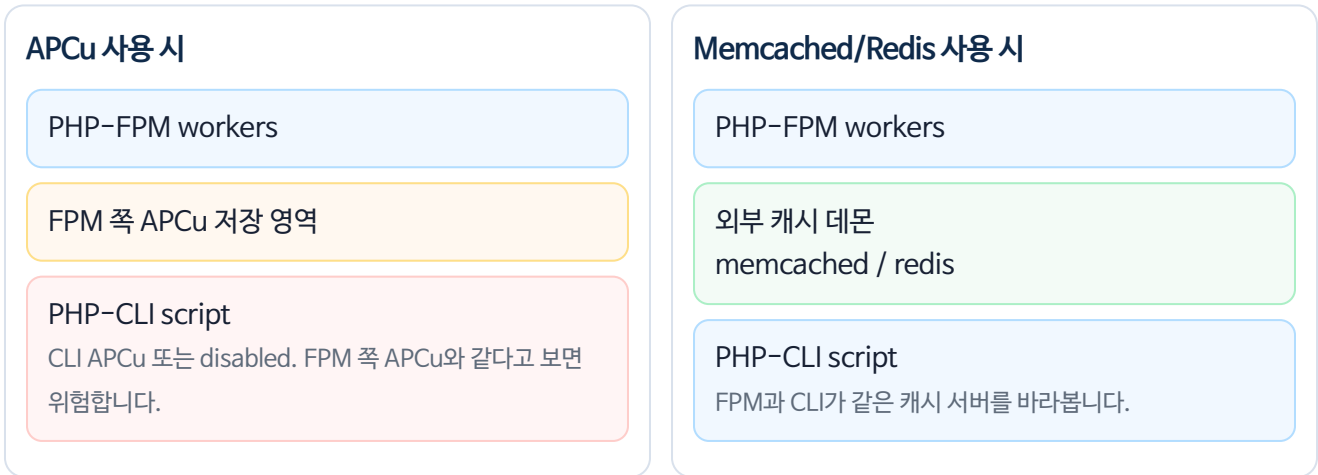 APCu 사용 시
PHP-FPM workers
FPM 쪽 APCu 저장 영역
PHP-CLI script
CLI APCu 또는 disabled. FPM 쪽 APCu와 같다고 보면
위험합니다.
Memcached/Redis 사용 시
PHP-FPM workers
외부 캐시 데몬
memcached / redis
PHP-CLI script
FPM과 CLI가 같은 캐시 서버를 바라봅니다.